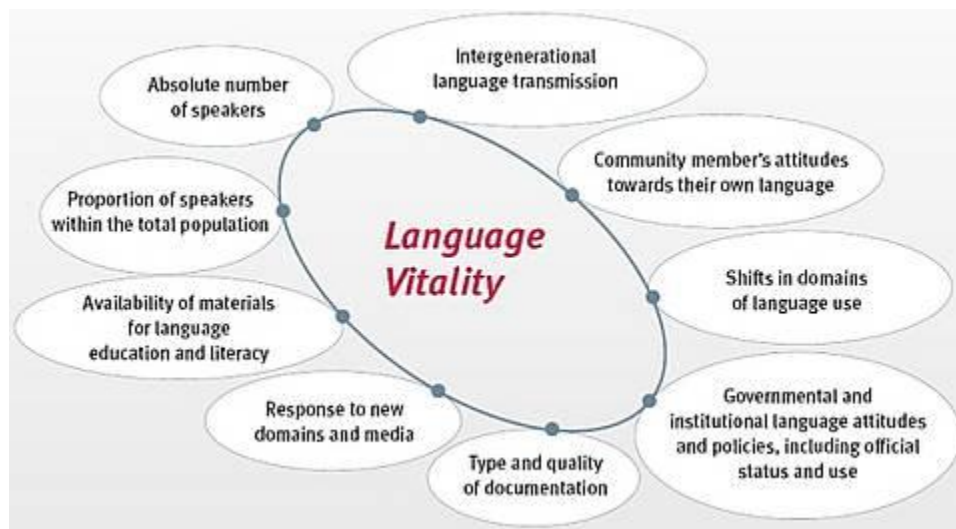 Intergenerational
language transmission
Absolute number
of speakers
Community member's attitudes
towards their own language
Proportion of speakers
within the total population
Language
Vitality
Shifts in domains
of language use
Availability of materials
for language
education and literacy
Governmental and
institutional language attitudes
and policies, including official
status and use
Response to new
domains and media
Type and quality
of documentation